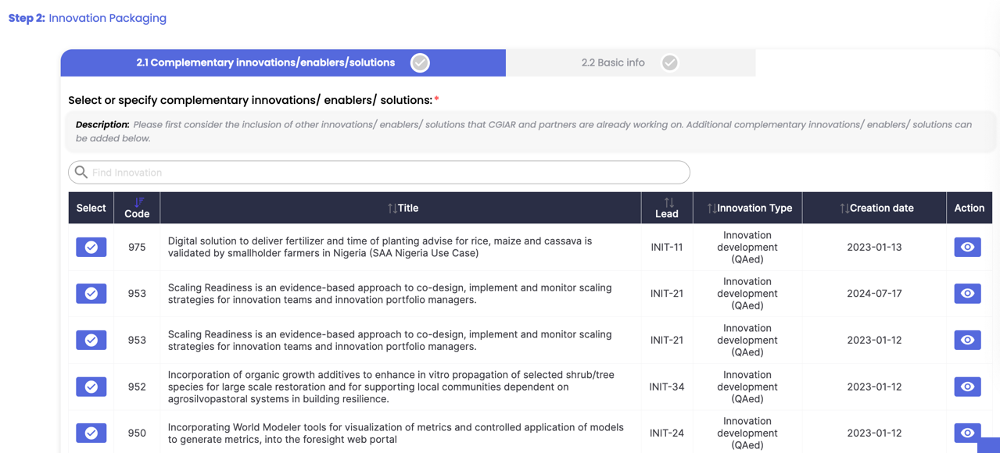 Step 2: Innovation Packaging
2.1 Complementary innovations/enablers/solutions
2.2 Basic info
Select or specify complementary innovations/ enablers/ solutions: *
Description: Please first consider the inclusion of other innovations/ enablers/ solutions that CGIAR and partners are already working on. Additional complementary innovations/ enablers/ solutions can
be added below.
Find Innovation
Select Code Title Lead Innovation Type Creation date Action
975
Digital solution to deliver fertilizer and time of planting advise for rice, maize and cassava is
validated by smallholder farmers in Nigeria (SAA Nigeria Use Case)
INIT-11
Innovation
development
(QAed)
2023-01-13
953
Scaling Readiness is an evidence-based approach to co-design, implement and monitor scaling
strategies for innovation teams and innovation portfolio managers.
INIT-21
Innovation
development
(QAed)
2024-07-17
953
Scaling Readiness is an evidence-based approach to co-design, implement and monitor scaling
strategies for innovation teams and innovation portfolio managers.
INIT-21
Innovation
development
(QAed)
2023-01-12
952
Incorporation of organic growth additives to enhance in vitro propagation of selected shrub/tree
species for large scale restoration and for supporting local communities dependent on
agrosilvopastoral systems in building resilience.
INIT-34
Innovation
development
(QAed)
2023-01-12
950
Incorporating World Modeler tools for visualization of metrics and controlled application of models
to generate metrics, into the foresight web portal
INIT-24
Innovation
development
(QAed)
2023-01-12